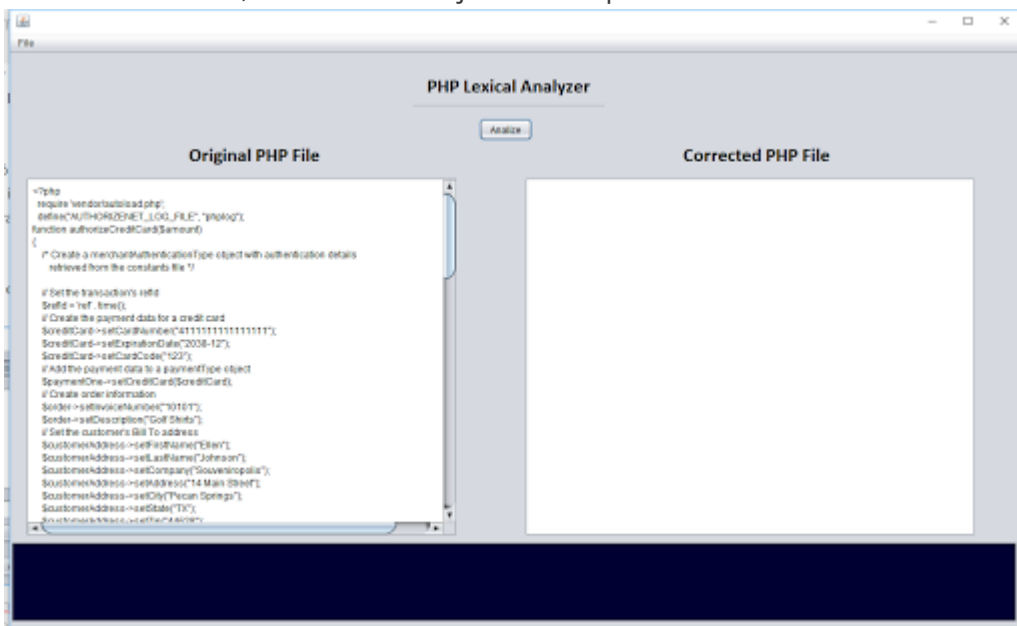 File
PHP Lexical Analyzer
Analize
Original PHP File
Corrected PHP File
<?php
require 'vendor/autoload.php';
define("AUTHORIZENET_LOG_FILE", "phplog");
function authorizeCreditCard($amount)
{
/* Create a merchantAuthenticationType object with authentication details
retrieved from the constants file */
// Set the transaction's refId
$refId = 'ref' . time();
// Create the payment data for a credit card
$creditCard->setCardNumber("4111111111111111");
$creditCard->setExpirationDate("2038-12");
$creditCard->setCardCode("123");
// Add the payment data to a paymentType object
$paymentOne->setCreditCard($creditCard);
// Create order information
$order->setInvoiceNumber("10101");
$order->setDescription("Golf Shirts");
// Set the customer's Bill To address
$customerAddress->setFirstName("Ellen");
$customerAddress->setLastName("Johnson");
$customerAddress->setCompany("Souveniropolis");
$customerAddress->setAddress("14 Main Street");
$customerAddress->setCity("Pecan Springs");
$customerAddress->setState("TX");